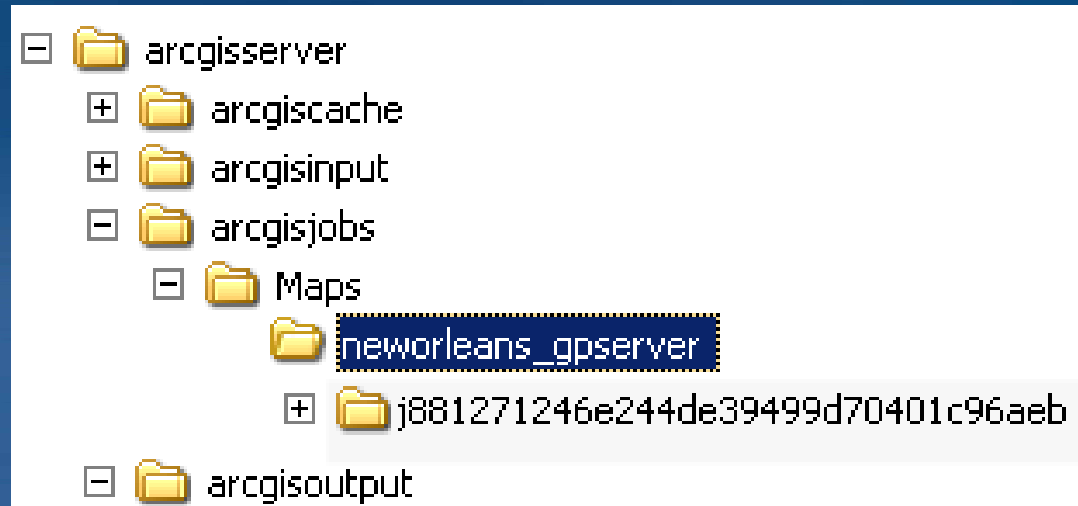 arcgisserver
arcgiscache
arcgisinput
arcgisjobs
Maps
neworleans_gpserver
j881271246e244de39499d70401c96aeb
arcgisoutput